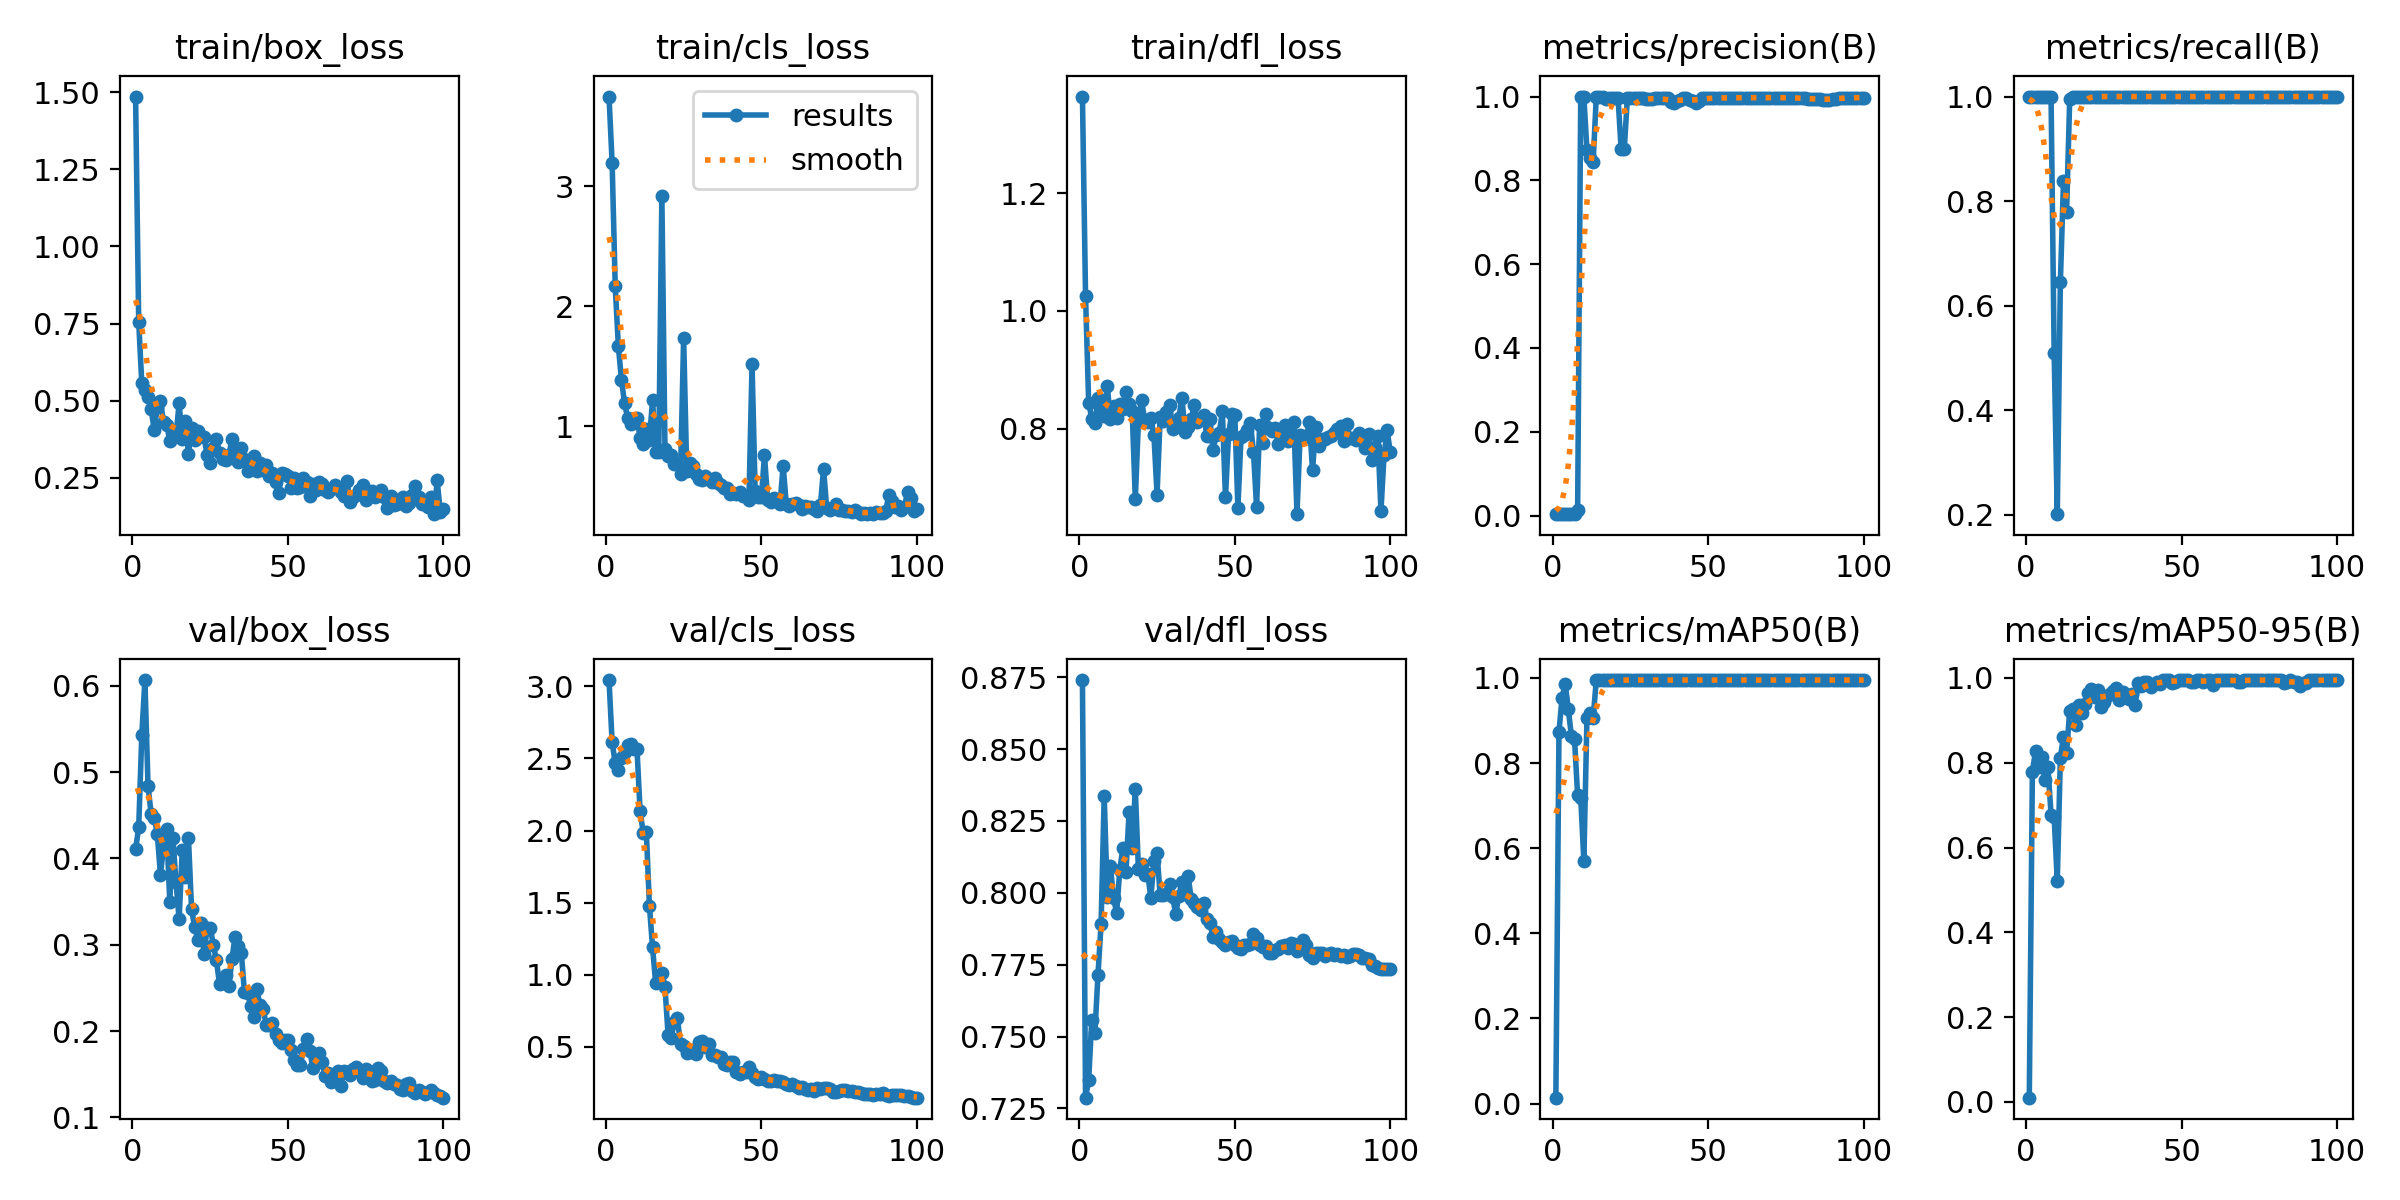 train/box_loss
1.50
1.25
1.00
0.75
0.50
0.25
0 50 100
train/cls_loss
results
smooth
3
2
1
0 50 100
train/dfl_loss
1.2
1.0
0.8
0 50 100
metrics/precision(B)
1.0
0.8
0.6
0.4
0.2
0.0
0 50 100
metrics/recall(B)
1.0
0.8
0.6
0.4
0.2
0 50 100
val/box_loss
0.6
0.5
0.4
0.3
0.2
0.1
0 50 100
val/cls_loss
3.0
2.5
2.0
1.5
1.0
0.5
0 50 100
val/dfl_loss
0.875
0.850
0.825
0.800
0.775
0.750
0.725
0 50 100
metrics/mAP50(B)
1.0
0.8
0.6
0.4
0.2
0.0
0 50 100
metrics/mAP50-95(B)
1.0
0.8
0.6
0.4
0.2
0.0
0 50 100